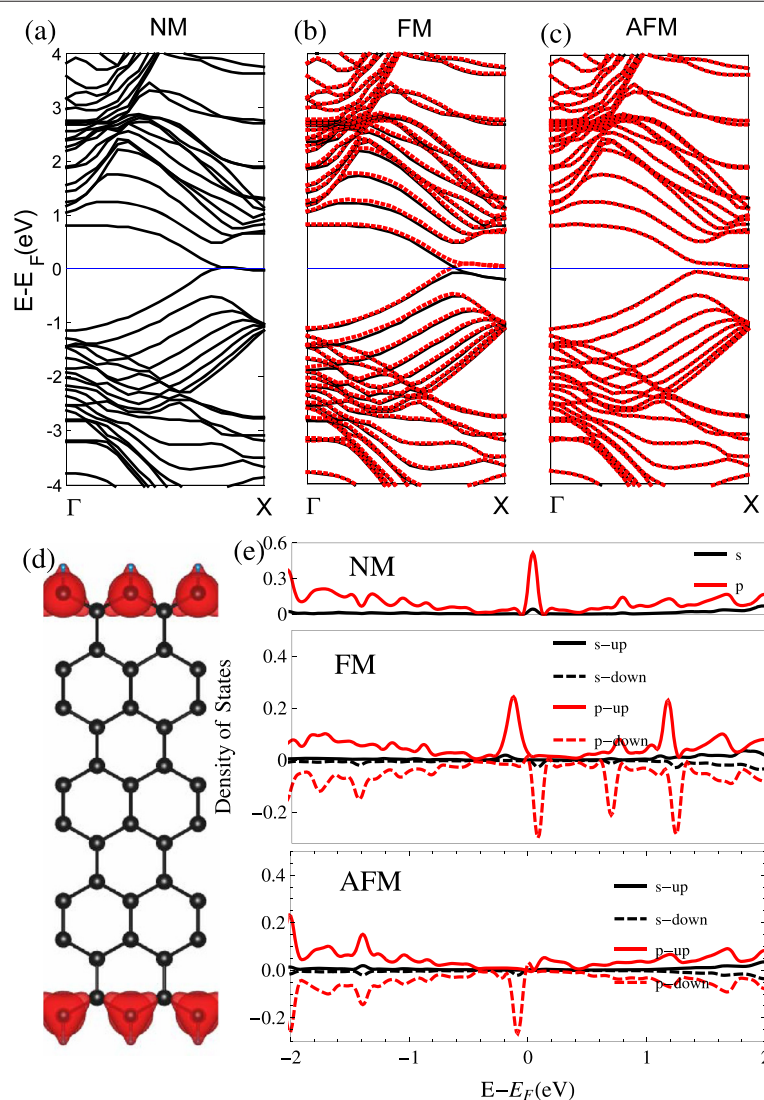 (a) NM
(b) FM
(c) AFM
E-E_F(eV)
4
3
2
1
0
-1
-2
-3
-4
Γ X
Γ X
Γ X
(d)
(e)
Density of States
NM
0.6
0.3
0
s
p
FM
0.4
0.2
0.0
−0.2
s−up
s−down
p−up
p−down
AFM
0.4
0.2
0.0
−0.2
s−up
s−down
p−up
p−down
−2 −1 0 1 2
E−E_F(eV)